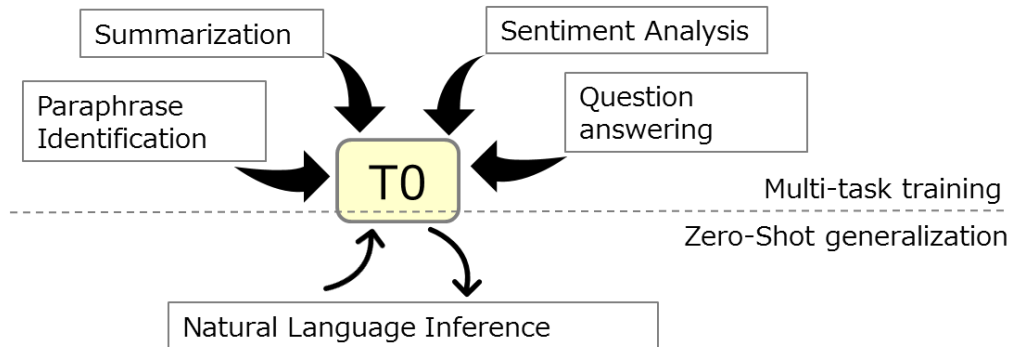 Summarization
Sentiment Analysis
Paraphrase
Identification
Question
answering
T0
Multi-task training
Zero-Shot generalization
Natural Language Inference